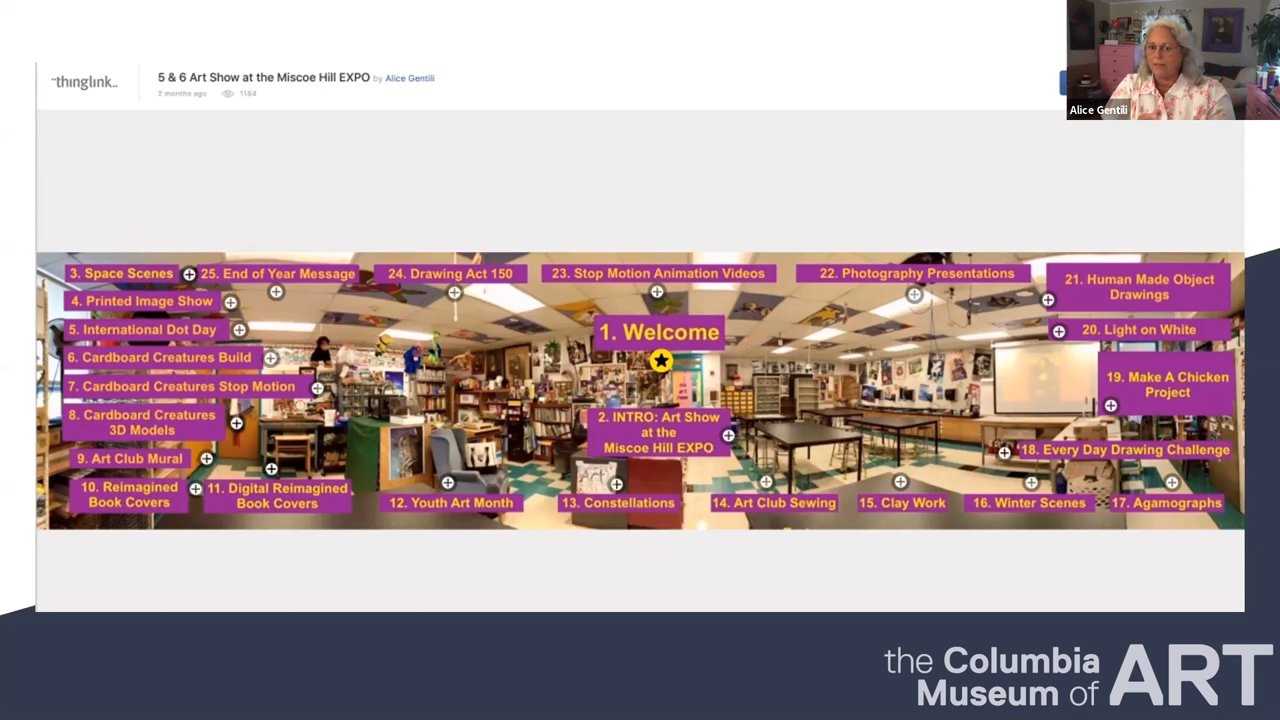 thinglink..
5 & 6 Art Show at the Miscoe Hill EXPO by Alice Gentili
2 months ago 1184
Alice Gentili
3. Space Scenes
25. End of Year Message
24. Drawing Act 150
23. Stop Motion Animation Videos
22. Photography Presentations
21. Human Made Object
Drawings
4. Printed Image Show
5. International Dot Day
1. Welcome
20. Light on White
6. Cardboard Creatures Build
7. Cardboard Creatures Stop Motion
19. Make A Chicken
Project
8. Cardboard Creatures
3D Models
2. INTRO: Art Show
at the
Miscoe Hill EXPO
9. Art Club Mural
18. Every Day Drawing Challenge
10. Reimagined
Book Covers
11. Digital Reimagined
Book Covers
12. Youth Art Month
13. Constellations
14. Art Club Sewing
15. Clay Work
16. Winter Scenes
17. Agamographs
the Columbia
Museum of ART